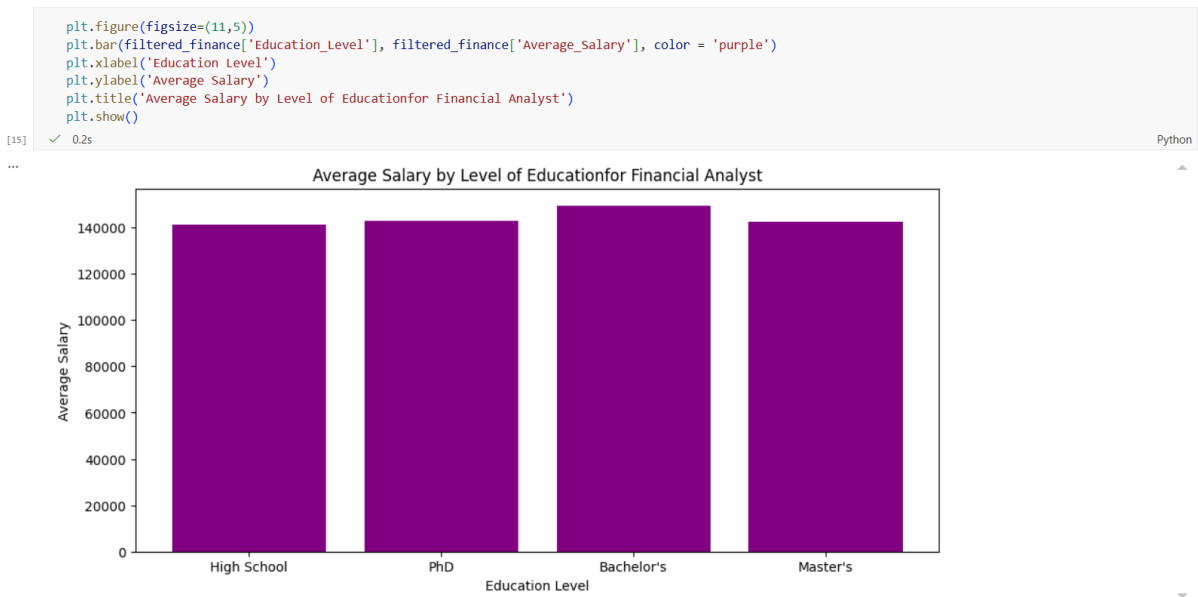 plt.figure(figsize=(11,5))
plt.bar(filtered_finance['Education_Level'], filtered_finance['Average_Salary'], color = 'purple')
plt.xlabel('Education Level')
plt.ylabel('Average Salary')
plt.title('Average Salary by Level of Educationfor Financial Analyst')
plt.show()
[15] ✓ 0.2s Python
...
Average Salary by Level of Educationfor Financial Analyst
140000
120000
100000
80000
60000
40000
20000
0
Average Salary
High School PhD Bachelor's Master's
Education Level